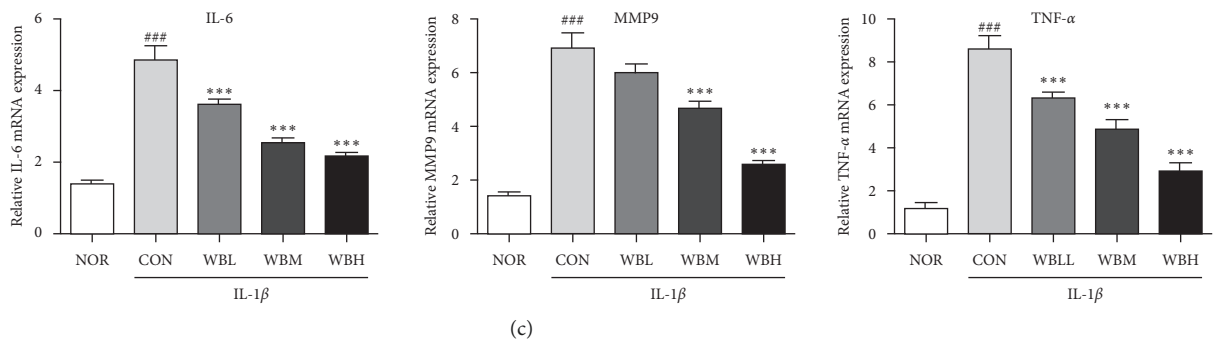 IL-6
Relative IL-6 mRNA expression
6
4
2
0
###
***
***
***
NOR CON WBL WBM WBH
IL-1β
MMP9
Relative MMP9 mRNA expression
8
6
4
2
0
###
***
***
NOR CON WBL WBM WBH
IL-1β
TNF-α
Relative TNF-α mRNA expression
10
8
6
4
2
0
###
***
***
***
NOR CON WBLL WBM WBH
IL-1β
(c)